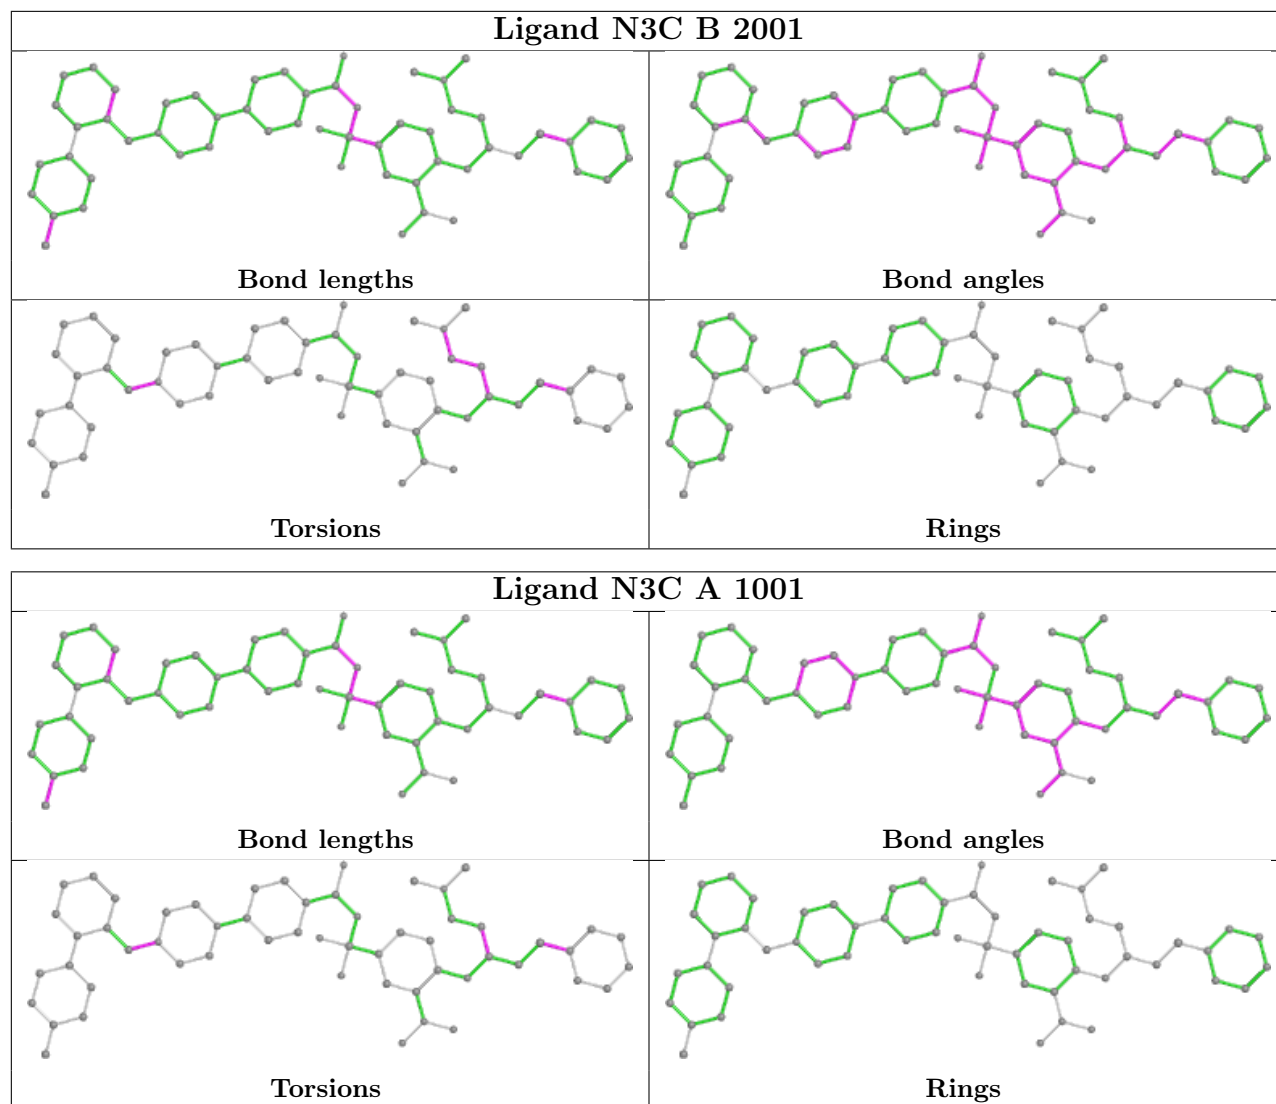 Ligand N3C B 2001
Bond lengths
Bond angles
Torsions
Rings
Ligand N3C A 1001
Bond lengths
Bond angles
Torsions
Rings